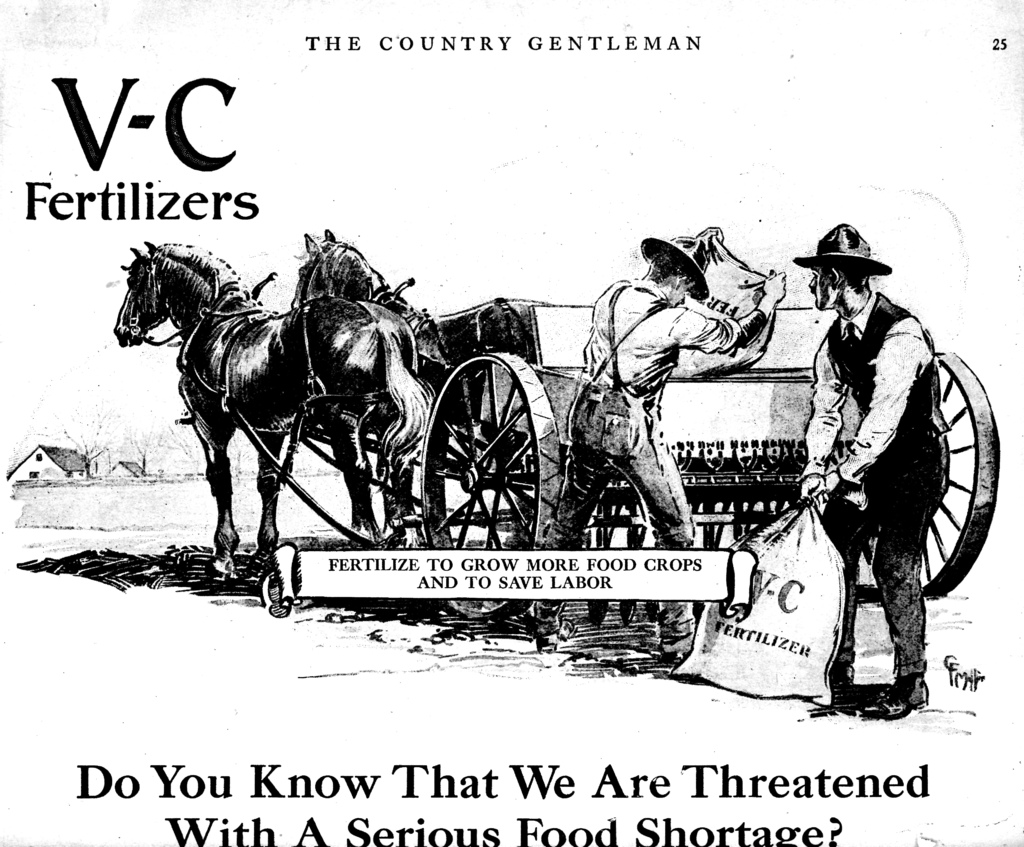 THE COUNTRY GENTLEMAN
25
V-C
Fertilizers
FER
FERTILIZE TO GROW MORE FOOD CROPS
AND TO SAVE LABOR
V-C
FERTILIZER
Do You Know That We Are Threatened
With A Serious Food Shortage?